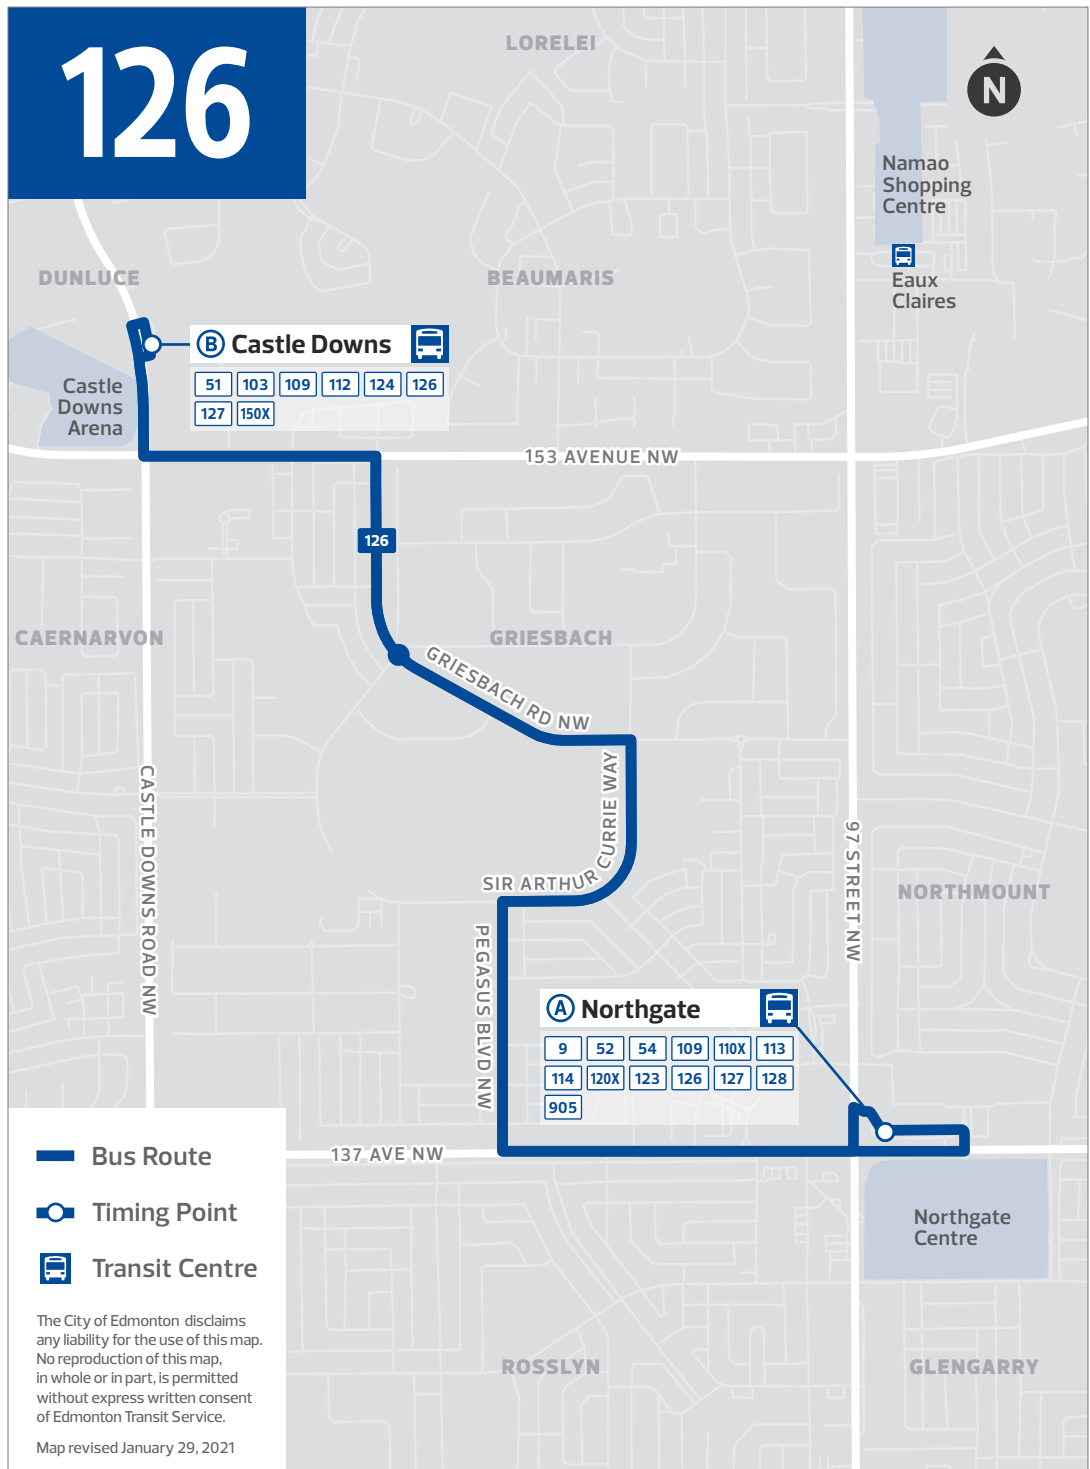 126
LORELEI
N
Namao
Shopping
Centre
DUNLUCE
BEAUMARIS
Eaux
Claires
B Castle Downs
51 103 109 112 124 126
127 150X
Castle
Downs
Arena
153 AVENUE NW
126
CAERNARVON
GRIESBACH
GRIESBACH RD NW
CASTLE DOWNS ROAD NW
SIR ARTHUR CURRIE WAY
97 STREET NW
NORTHMOUNT
PEGASUS BLVD NW
A Northgate
9 52 54 109 110X 113
114 120X 123 126 127 128
905
137 AVE NW
Bus Route
Timing Point
Transit Centre
Northgate
Centre
The City of Edmonton disclaims
any liability for the use of this map.
No reproduction of this map,
in whole or in part, is permitted
without express written consent
of Edmonton Transit Service.
Map revised January 29, 2021
ROSSLYN
GLENGARRY